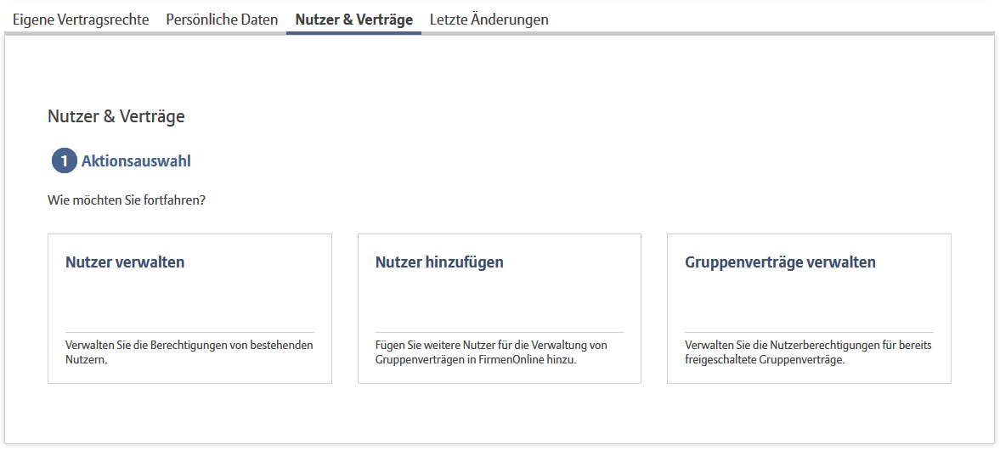 Eigene Vertragsrechte Persönliche Daten Nutzer & Verträge Letzte Änderungen
Nutzer & Verträge
1 Aktionsauswahl
Wie möchten Sie fortfahren?
Nutzer verwalten
Verwalten Sie die Berechtigungen von bestehenden
Nutzern.
Nutzer hinzufügen
Fügen Sie weitere Nutzer für die Verwaltung von
Gruppenverträgen in FirmenOnline hinzu.
Gruppenverträge verwalten
Verwalten Sie die Nutzerberechtigungen für bereits
freigeschaltete Gruppenverträge.